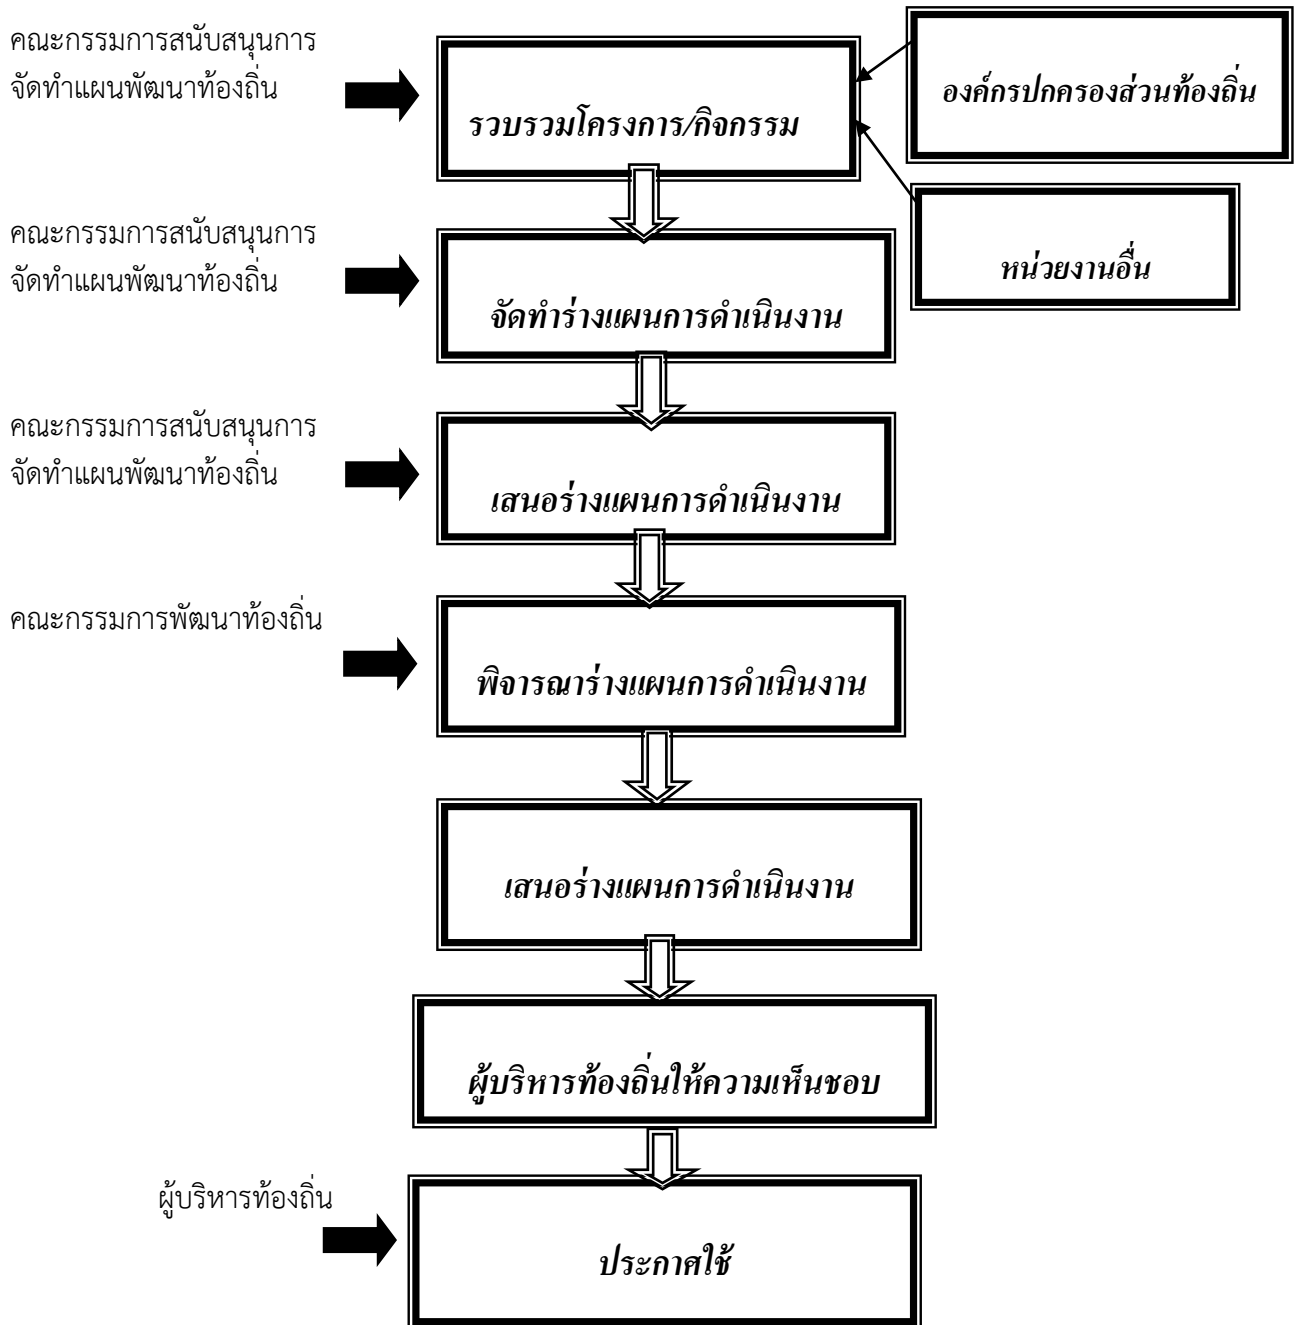 คณะกรรมการสนับสนุนการ
จัดทำแผนพัฒนาท้องถิ่น
รวบรวมโครงการ/กิจกรรม
องค์กรปกครองส่วนท้องถิ่น
หน่วยงานอื่น
คณะกรรมการสนับสนุนการ
จัดทำแผนพัฒนาท้องถิ่น
จัดทำร่างแผนการดำเนินงาน
คณะกรรมการสนับสนุนการ
จัดทำแผนพัฒนาท้องถิ่น
เสนอร่างแผนการดำเนินงาน
คณะกรรมการพัฒนาท้องถิ่น
พิจารณาร่างแผนการดำเนินงาน
เสนอร่างแผนการดำเนินงาน
ผู้บริหารท้องถิ่นให้ความเห็นชอบ
ผู้บริหารท้องถิ่น
ประกาศใช้